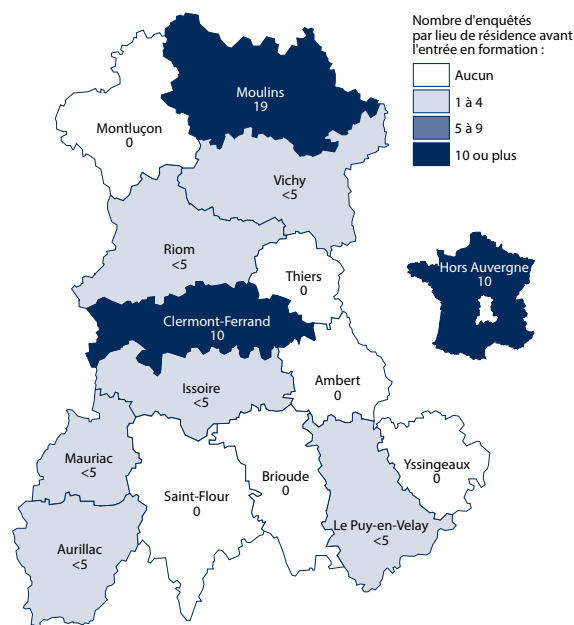 Nombre d'enquêtés
par lieu de résidence avant
l'entrée en formation :
Aucun
1 à 4
5 à 9
10 ou plus
Moulins
19
Montluçon
0
Vichy
<5
Riom
<5
Thiers
0
Hors Auvergne
10
Clermont-Ferrand
10
Issoire
<5
Ambert
0
Mauriac
<5
Saint-Flour
0
Brioude
0
Yssingeaux
0
Le Puy-en-Velay
<5
Aurillac
<5